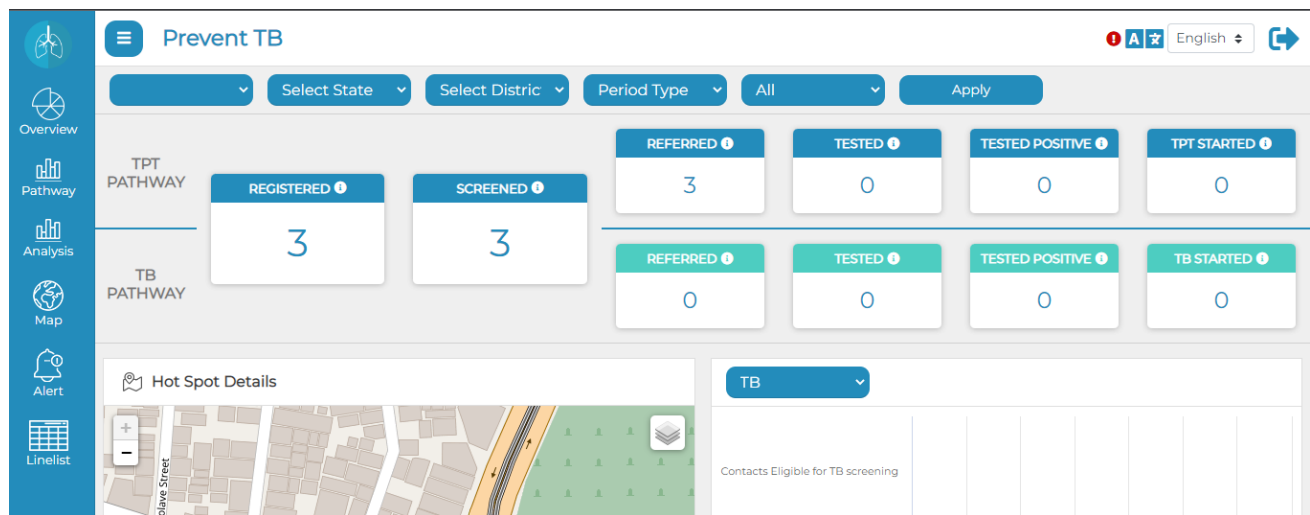 Prevent TB
English
Overview
Pathway
Analysis
Map
Alert
Linelist
Select State
Select Distric
Period Type
All
Apply
TPT
PATHWAY
REGISTERED
3
SCREENED
3
REFERRED
3
TESTED
0
TESTED POSITIVE
0
TPT STARTED
0
TB
PATHWAY
REFERRED
0
TESTED
0
TESTED POSITIVE
0
TB STARTED
0
Hot Spot Details
+
−
olave Street
TB
Contacts Eligible for TB screening